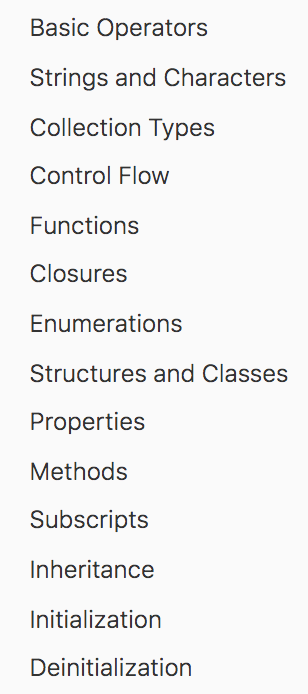 Basic Operators
Strings and Characters
Collection Types
Control Flow
Functions
Closures
Enumerations
Structures and Classes
Properties
Methods
Subscripts
Inheritance
Initialization
Deinitialization